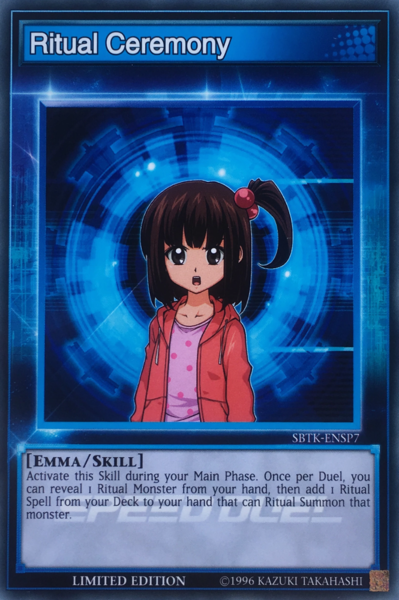 Ritual Ceremony
SBTK-ENSP7
[EMMA/SKILL]
Activate this Skill during your Main Phase. Once per Duel, you
can reveal 1 Ritual Monster from your hand, then add 1 Ritual
Spell from your Deck to your hand that can Ritual Summon that
monster.
SPEED DUEL
LIMITED EDITION
©1996 KAZUKI TAKAHASHI